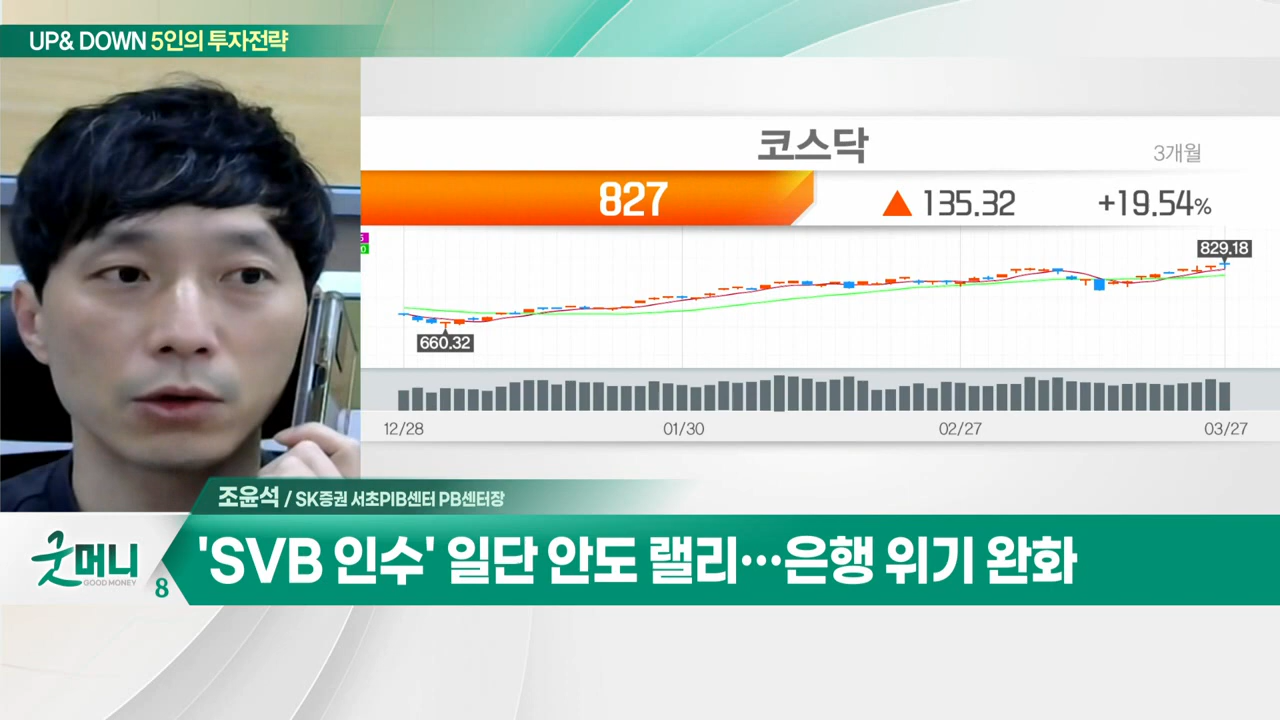 UP& DOWN 5인의 투자전략
코스닥
3개월
827
▲ 135.32
+19.54%
829.18
660.32
12/28
01/30
02/27
03/27
조윤석 / SK증권 서초PIB센터 PB센터장
굿머니
GOOD MONEY
8
'SVB 인수' 일단 안도 랠리…은행 위기 완화